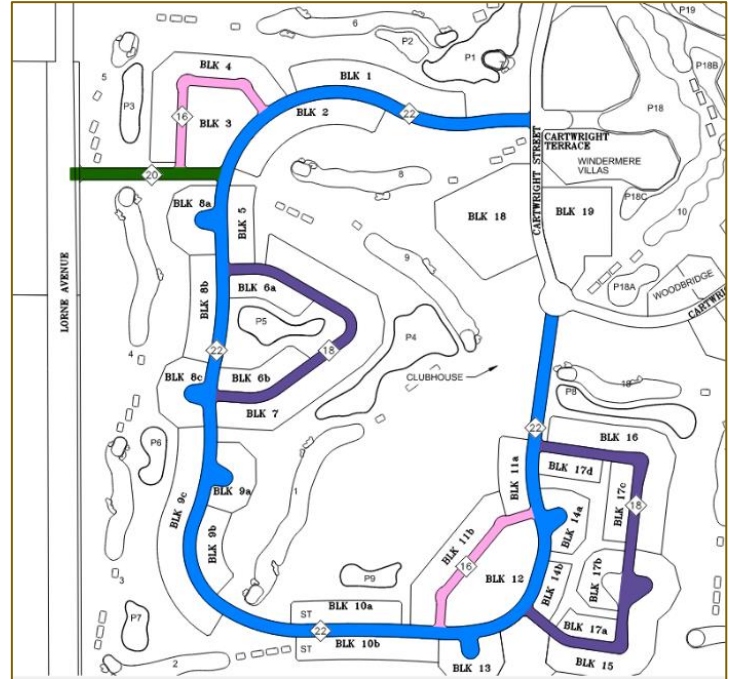 P19
6
P2
BLK 4
P1
7
P18B
5
BLK 1
P3
16
BLK 3
BLK 2
22
P18
CARTWRIGHT
TERRACE
WINDERMERE
VILLAS
20
8
CARTWRIGHT STREET
BLK 8a
BLK 5
BLK 18
BLK 19
P18C
10
9
LORNE AVENUE
BLK 8b
BLK 6a
P18A
WOODBRIDGE
CARTWR
P5
P4
4
22
18
BLK 8c
BLK 6b
CLUBHOUSE
BLK 7
18
P8
P6
22
BLK 16
BLK 11a
BLK 17d
BLK 9c
BLK 9a
1
BLK 17c
18
BLK 14a
BLK 9b
BLK 11b
16
3
P9
BLK 12
BLK 14b
BLK 17b
P7
ST
BLK 10a
22
BLK 17a
ST
BLK 10b
BLK 15
2
BLK 13